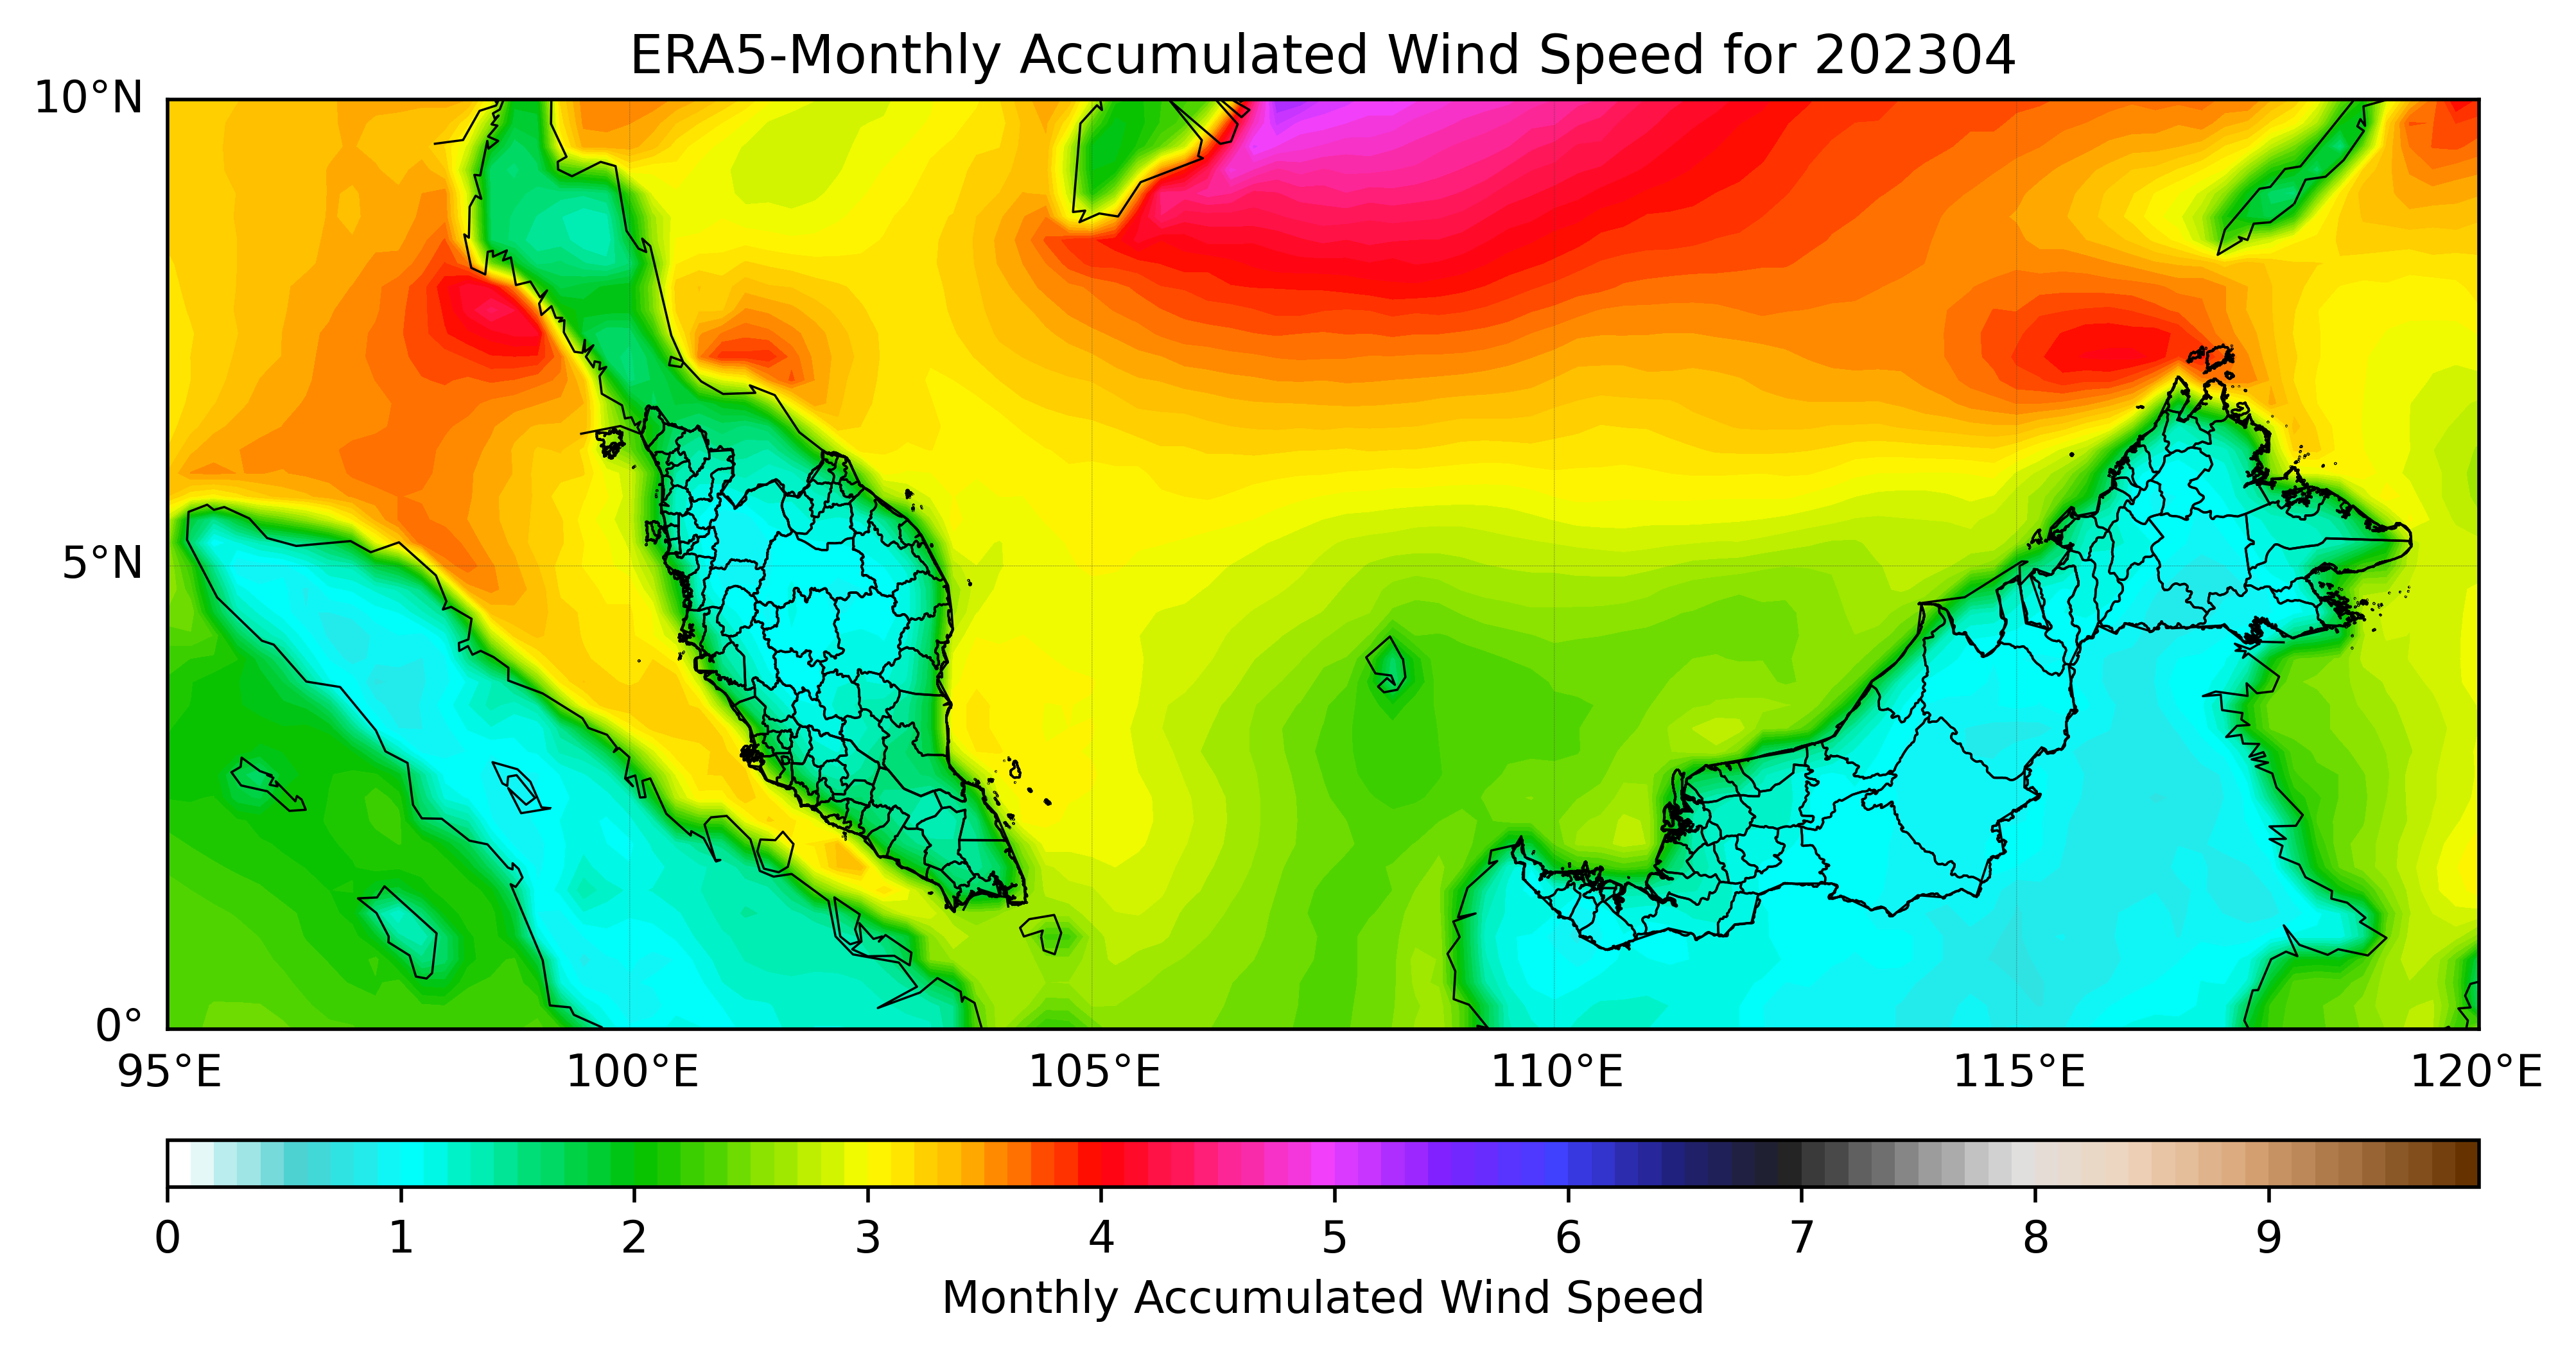 ERA5-Monthly Accumulated Wind Speed for 202304
10°N
5°N
0°
95°E 100°E 105°E 110°E 115°E 120°E
0 1 2 3 4 5 6 7 8 9
Monthly Accumulated Wind Speed